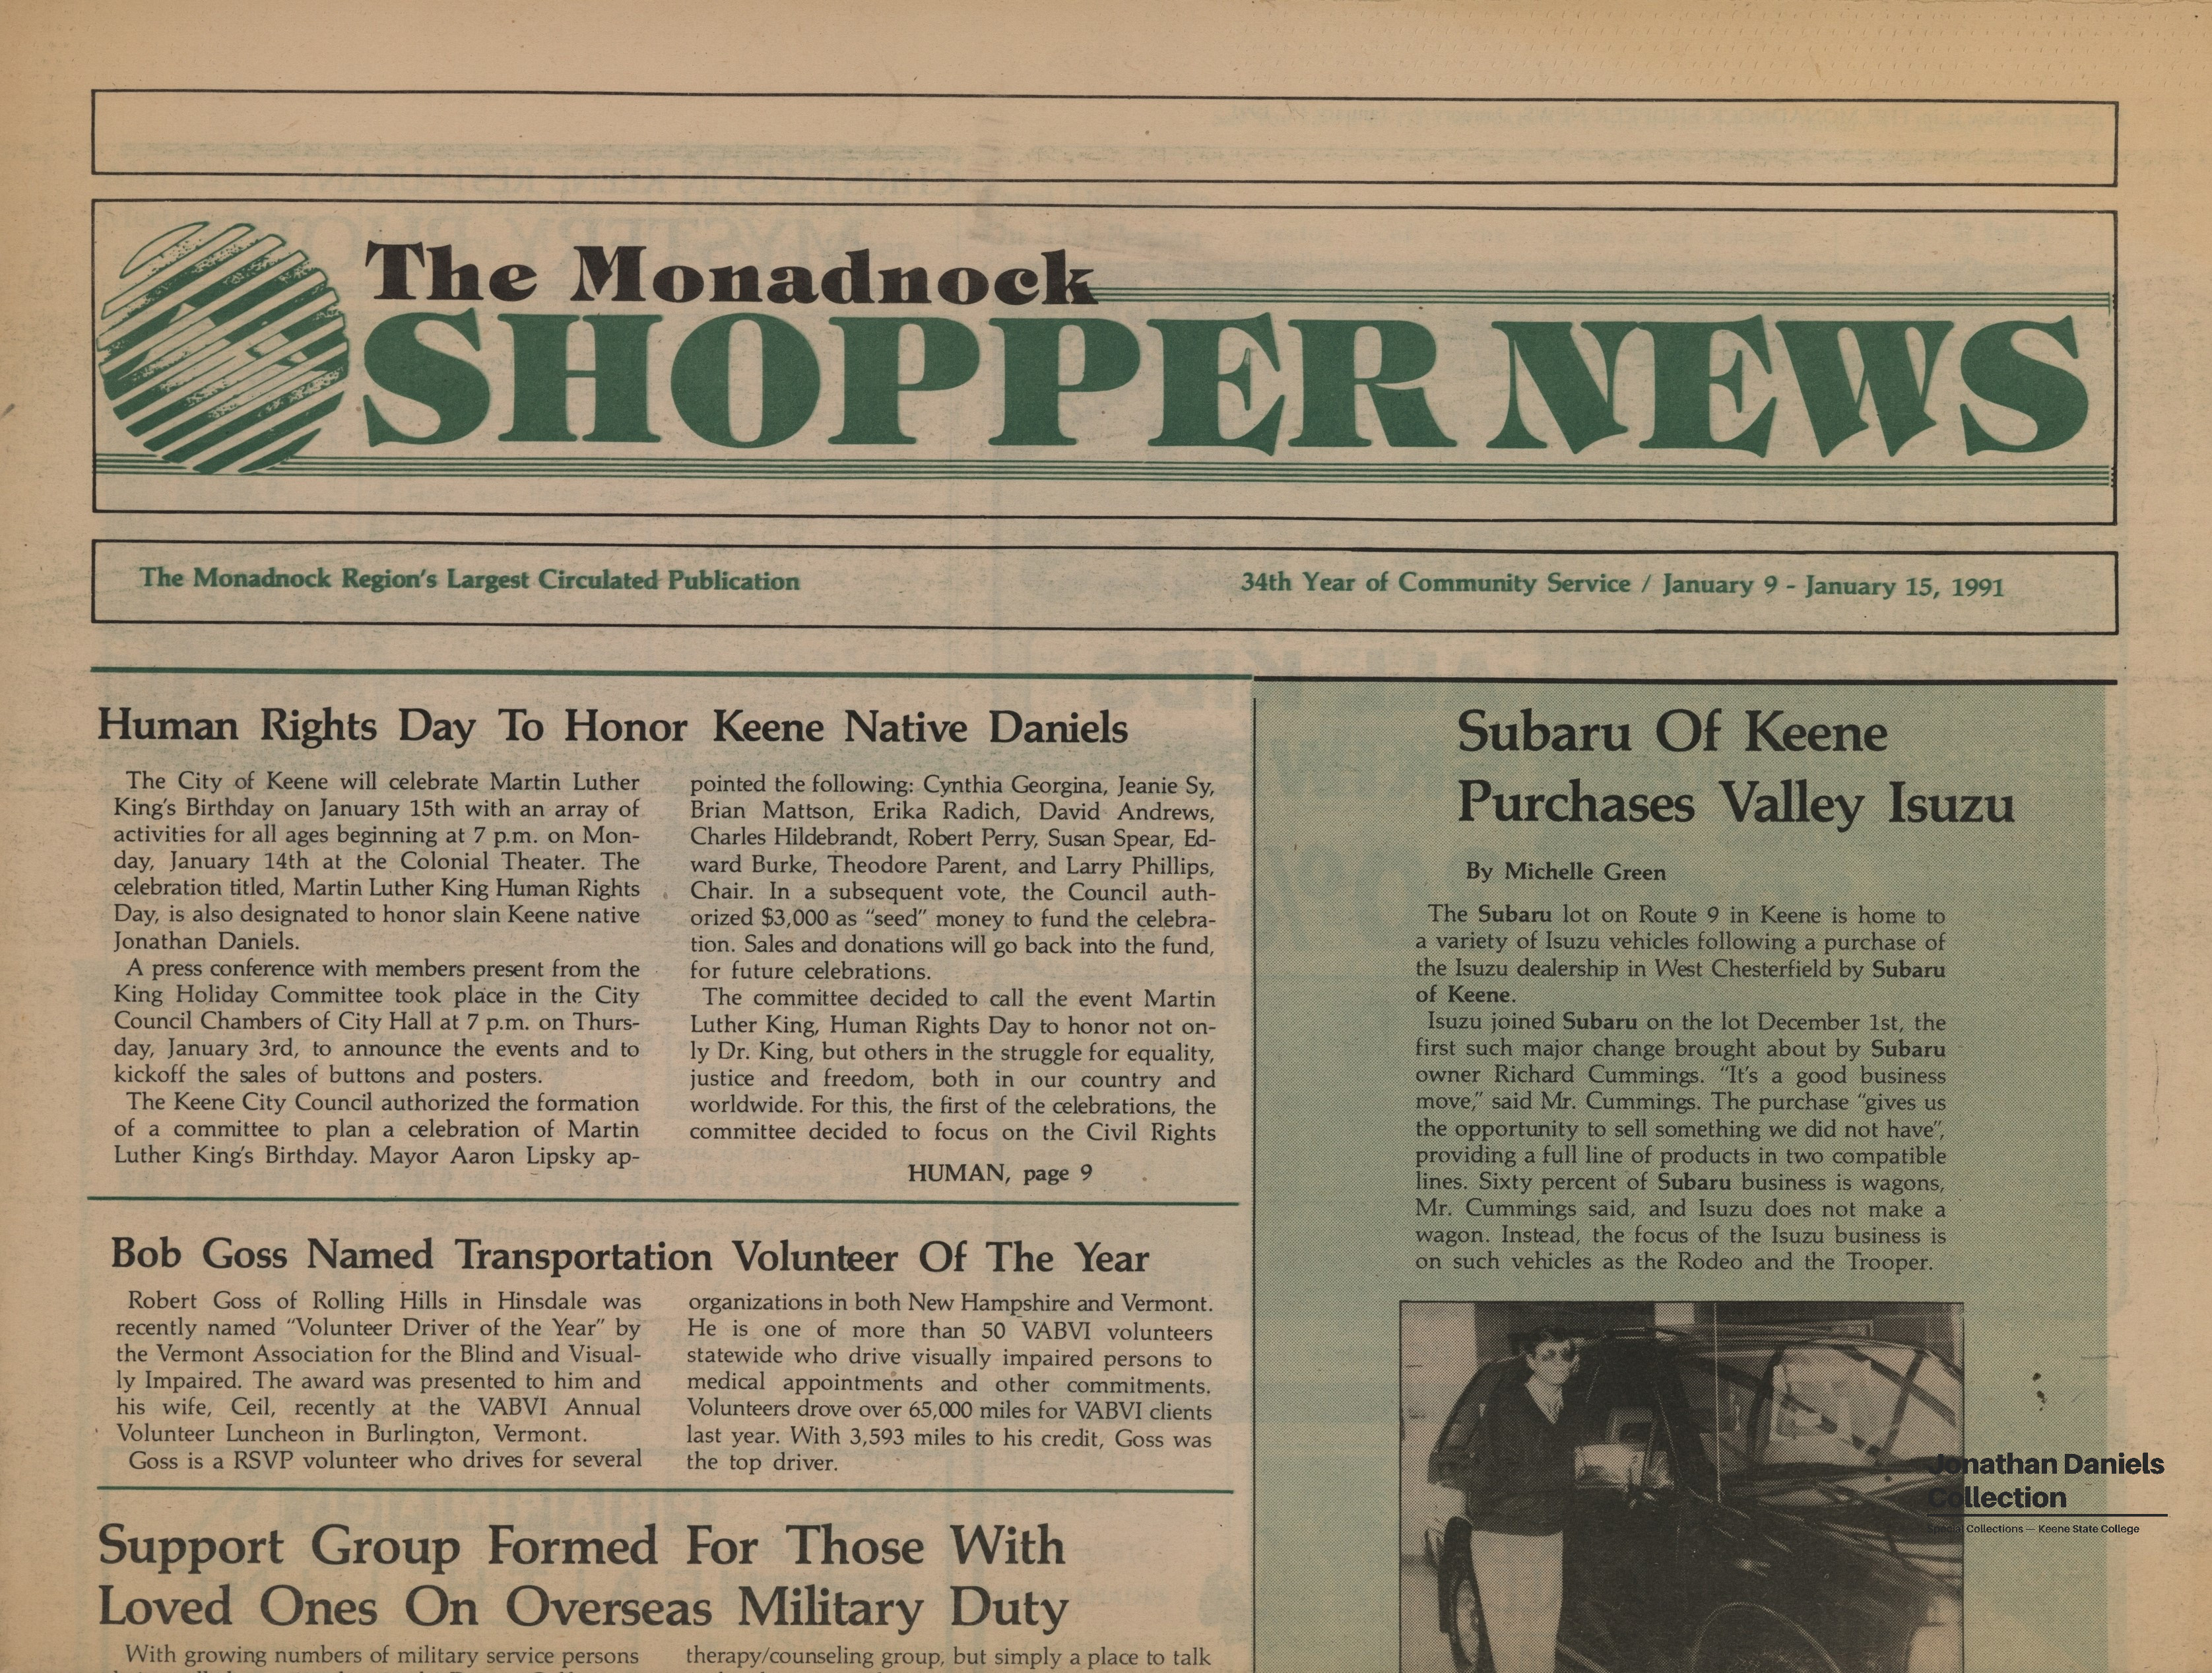 The Monadnock
SHOPPER NEWS
The Monadnock Region's Largest Circulated Publication
34th Year of Community Service / January 9 - January 15, 1991
Human Rights Day To Honor Keene Native Daniels
The City of Keene will celebrate Martin Luther
King's Birthday on January 15th with an array of
activities for all ages beginning at 7 p.m. on Mon-
day, January 14th at the Colonial Theater. The
celebration titled, Martin Luther King Human Rights
Day, is also designated to honor slain Keene native
Jonathan Daniels.
A press conference with members present from the
King Holiday Committee took place in the City
Council Chambers of City Hall at 7 p.m. on Thurs-
day, January 3rd, to announce the events and to
kickoff the sales of buttons and posters.
The Keene City Council authorized the formation
of a committee to plan a celebration of Martin
Luther King's Birthday. Mayor Aaron Lipsky ap-
pointed the following: Cynthia Georgina, Jeanie Sy,
Brian Mattson, Erika Radich, David Andrews,
Charles Hildebrandt, Robert Perry, Susan Spear, Ed-
ward Burke, Theodore Parent, and Larry Phillips,
Chair. In a subsequent vote, the Council auth-
orized $3,000 as “seed” money to fund the celebra-
tion. Sales and donations will go back into the fund,
for future celebrations.
The committee decided to call the event Martin
Luther King, Human Rights Day to honor not on-
ly Dr. King, but others in the struggle for equality,
justice and freedom, both in our country and
worldwide. For this, the first of the celebrations, the
committee decided to focus on the Civil Rights
HUMAN, page 9
Bob Goss Named Transportation Volunteer Of The Year
Robert Goss of Rolling Hills in Hinsdale was
recently named “Volunteer Driver of the Year” by
the Vermont Association for the Blind and Visual-
ly Impaired. The award was presented to him and
his wife, Ceil, recently at the VABVI Annual
Volunteer Luncheon in Burlington, Vermont.
Goss is a RSVP volunteer who drives for several
organizations in both New Hampshire and Vermont.
He is one of more than 50 VABVI volunteers
statewide who drive visually impaired persons to
medical appointments and other commitments.
Volunteers drove over 65,000 miles for VABVI clients
last year. With 3,593 miles to his credit, Goss was
the top driver.
Support Group Formed For Those With
Loved Ones On Overseas Military Duty
With growing numbers of military service persons
therapy/counseling group, but simply a place to talk
Subaru Of Keene
Purchases Valley Isuzu
By Michelle Green
The Subaru lot on Route 9 in Keene is home to
a variety of Isuzu vehicles following a purchase of
the Isuzu dealership in West Chesterfield by Subaru
of Keene.
Isuzu joined Subaru on the lot December 1st, the
first such major change brought about by Subaru
owner Richard Cummings. “It's a good business
move,” said Mr. Cummings. The purchase “gives us
the opportunity to sell something we did not have”,
providing a full line of products in two compatible
lines. Sixty percent of Subaru business is wagons,
Mr. Cummings said, and Isuzu does not make a
wagon. Instead, the focus of the Isuzu business is
on such vehicles as the Rodeo and the Trooper.
Jonathan Daniels
Collection
Special Collections — Keene State College